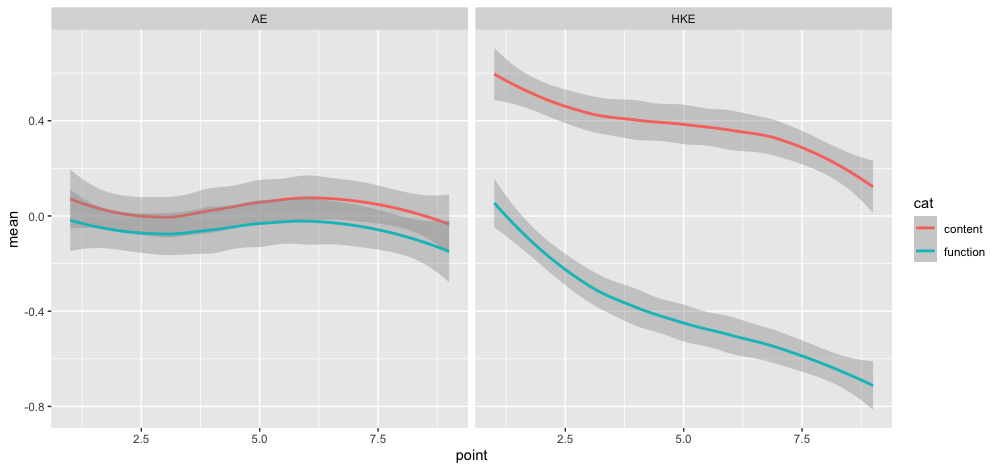 AE
HKE
mean
0.4
0.0
-0.4
-0.8
2.5 5.0 7.5
2.5 5.0 7.5
point
cat
content
function